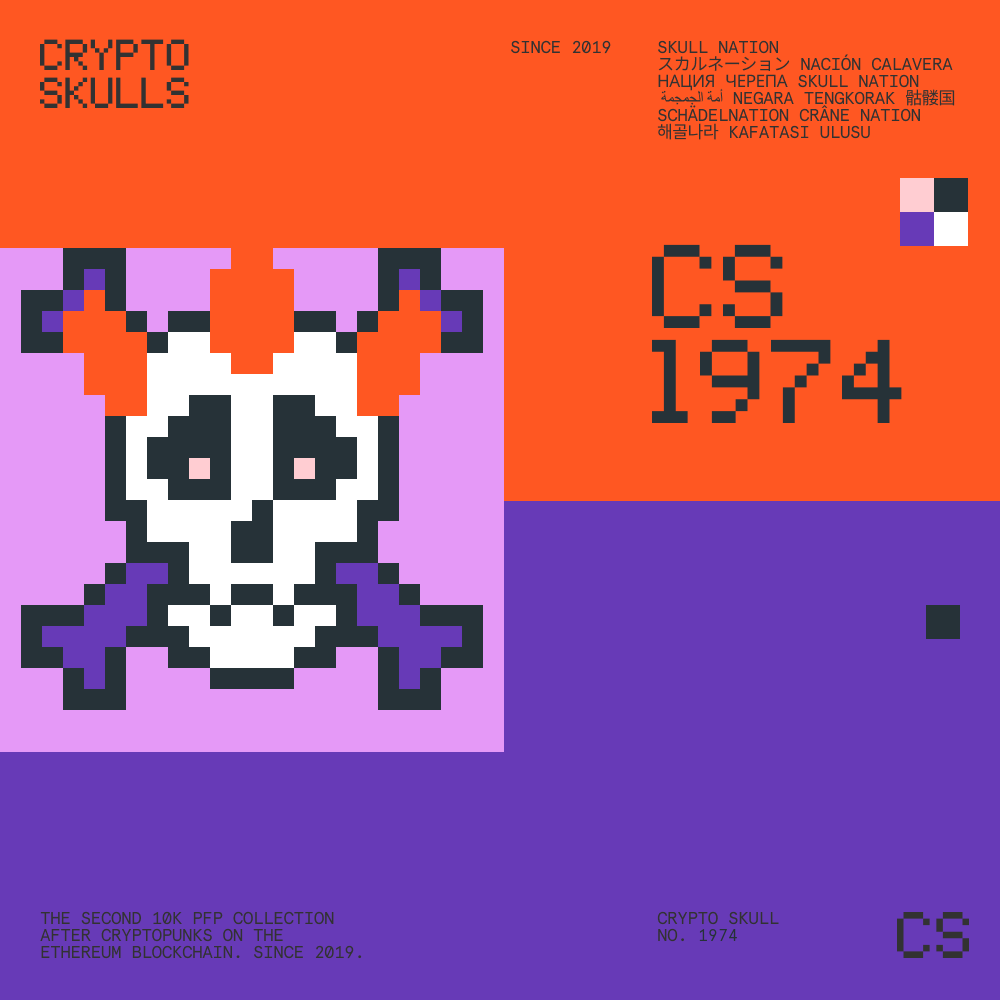 CRYPTO
SKULLS
SINCE 2019
SKULL NATION
スカルネーション NACIÓN CALAVERA
НАЦИЯ ЧЕРЕПА SKULL NATION
أمة الجمجمة NEGARA TENGKORAK 骷髅国
SCHÄDELNATION CRÂNE NATION
해골나라 KAFATASI ULUSU
CS
1974
THE SECOND 10K PFP COLLECTION
AFTER CRYPTOPUNKS ON THE
ETHEREUM BLOCKCHAIN. SINCE 2019.
CRYPTO SKULL
NO. 1974
CS